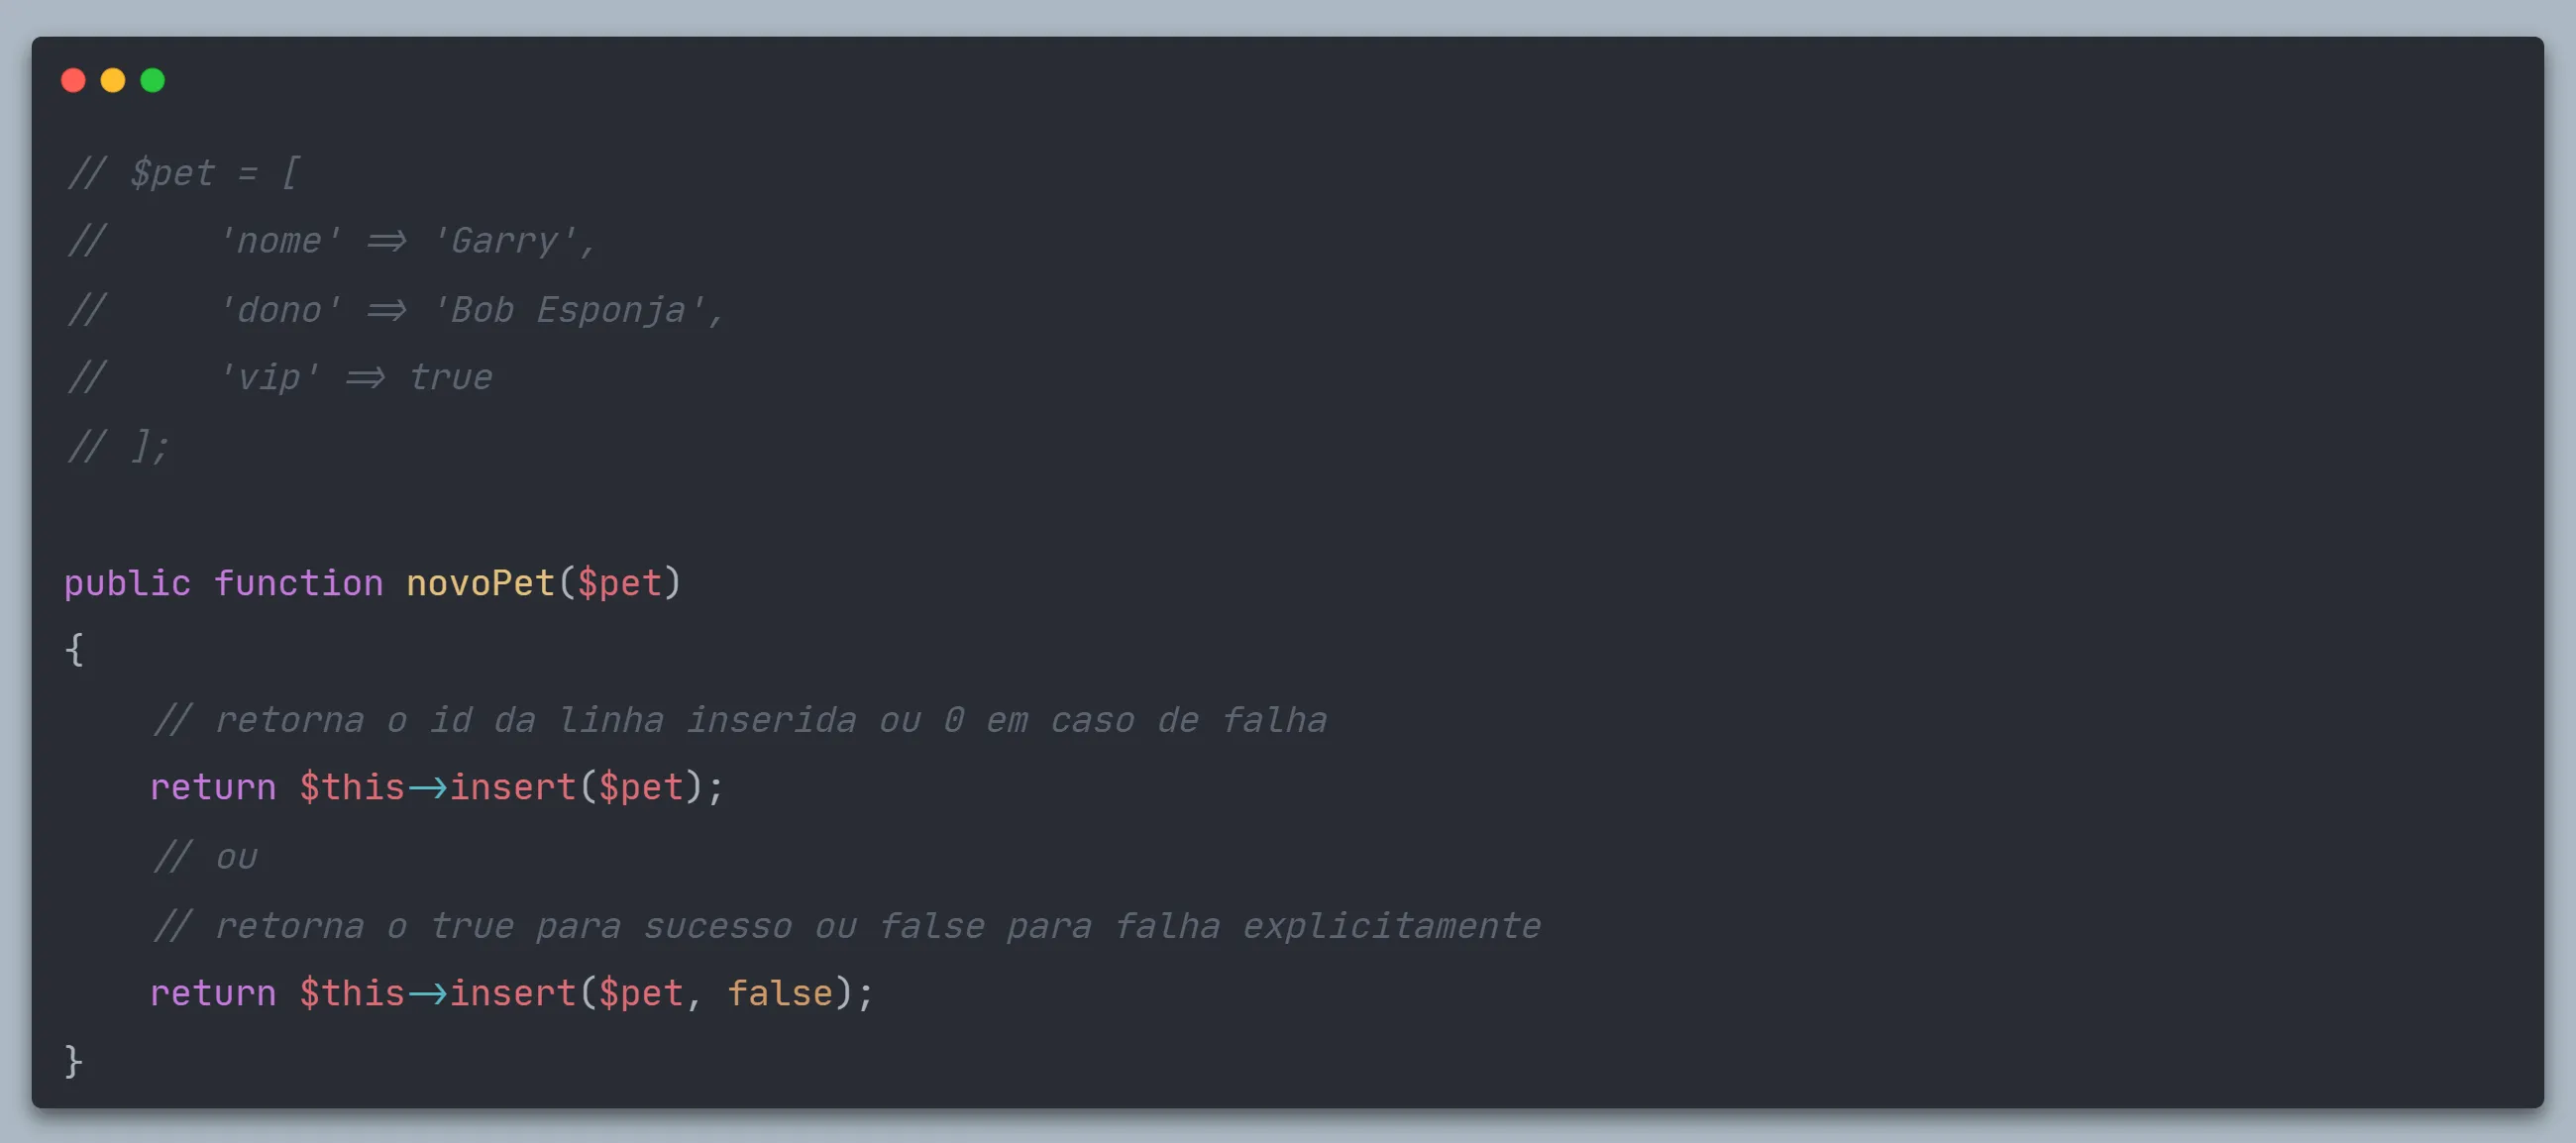 // $pet = [
//     'nome' => 'Garry',
//     'dono' => 'Bob Esponja',
//     'vip' => true
// ];

public function novoPet($pet)
{
    // retorna o id da linha inserida ou 0 em caso de falha
    return $this->insert($pet);
    // ou
    // retorna o true para sucesso ou false para falha explicitamente
    return $this->insert($pet, false);
}